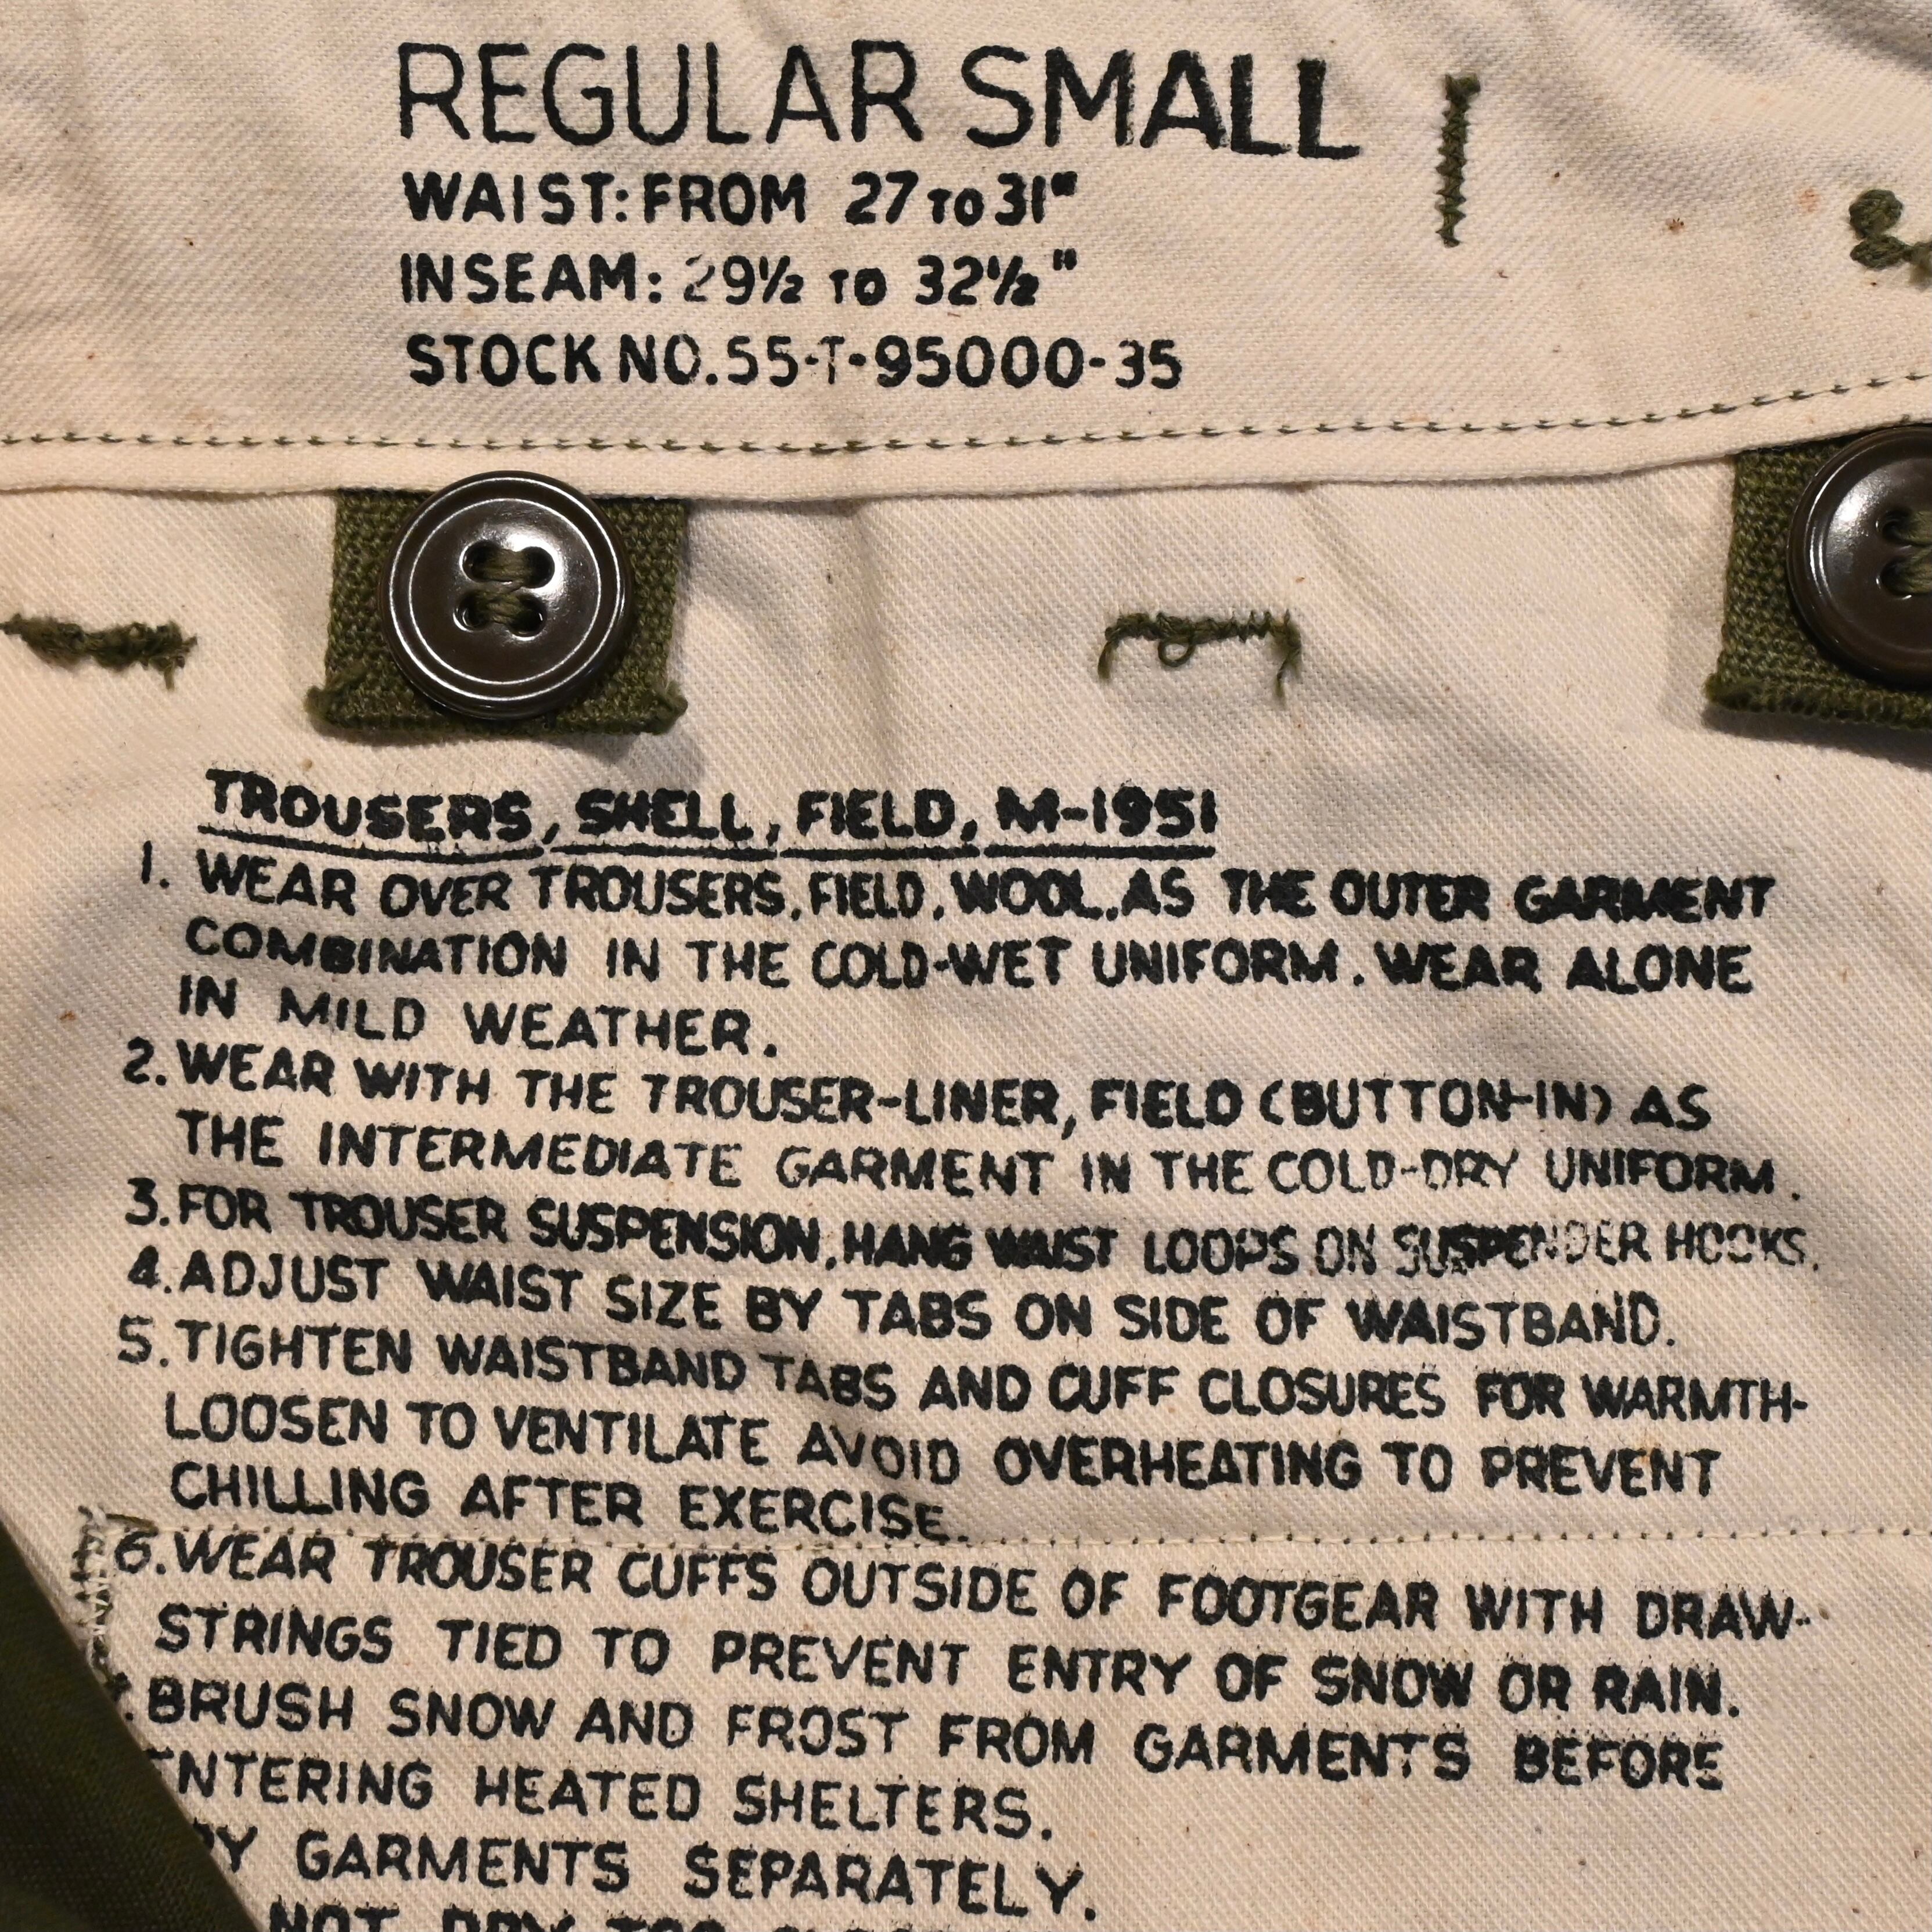 REGULAR SMALL
WAIST: FROM 27 TO 31"
INSEAM: 29½ TO 32½"
STOCK NO. 55-T-95000-35
TROUSERS, SHELL, FIELD, M-1951
1. WEAR OVER TROUSERS, FIELD, WOOL, AS THE OUTER GARMENT
COMBINATION IN THE COLD-WET UNIFORM. WEAR ALONE
IN MILD WEATHER.
2. WEAR WITH THE TROUSER-LINER, FIELD (BUTTON-IN) AS
THE INTERMEDIATE GARMENT IN THE COLD-DRY UNIFORM.
3. FOR TROUSER SUSPENSION, HANG WAIST LOOPS ON SUSPENDER HOOKS.
4. ADJUST WAIST SIZE BY TABS ON SIDE OF WAISTBAND.
5. TIGHTEN WAISTBAND TABS AND CUFF CLOSURES FOR WARMTH-
LOOSEN TO VENTILATE AVOID OVERHEATING TO PREVENT
CHILLING AFTER EXERCISE.
6. WEAR TROUSER CUFFS OUTSIDE OF FOOTGEAR WITH DRAW-
STRINGS TIED TO PREVENT ENTRY OF SNOW OR RAIN.
BRUSH SNOW AND FROST FROM GARMENTS BEFORE
ENTERING HEATED SHELTERS.
GARMENTS SEPARATELY.
NOT DRY TOO